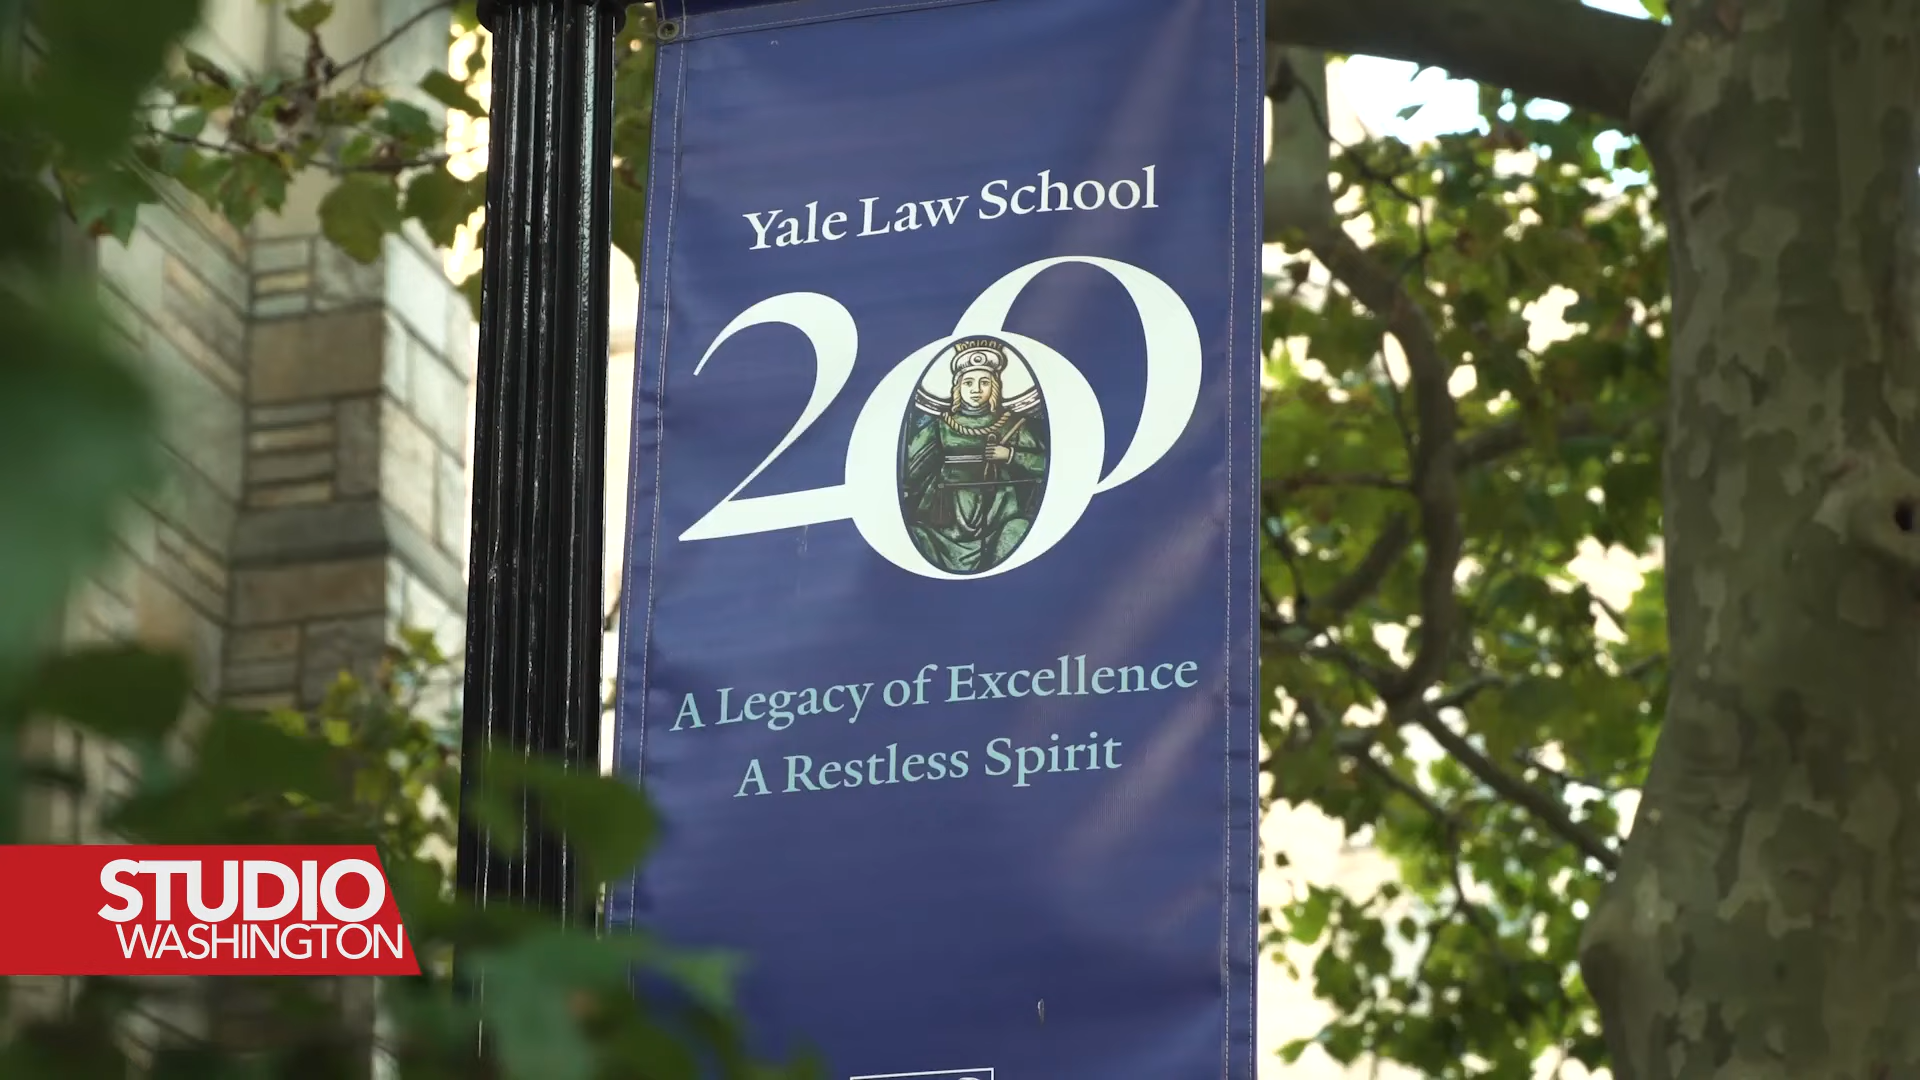 Yale Law School
200
A Legacy of Excellence
A Restless Spirit
STUDIO
WASHINGTON